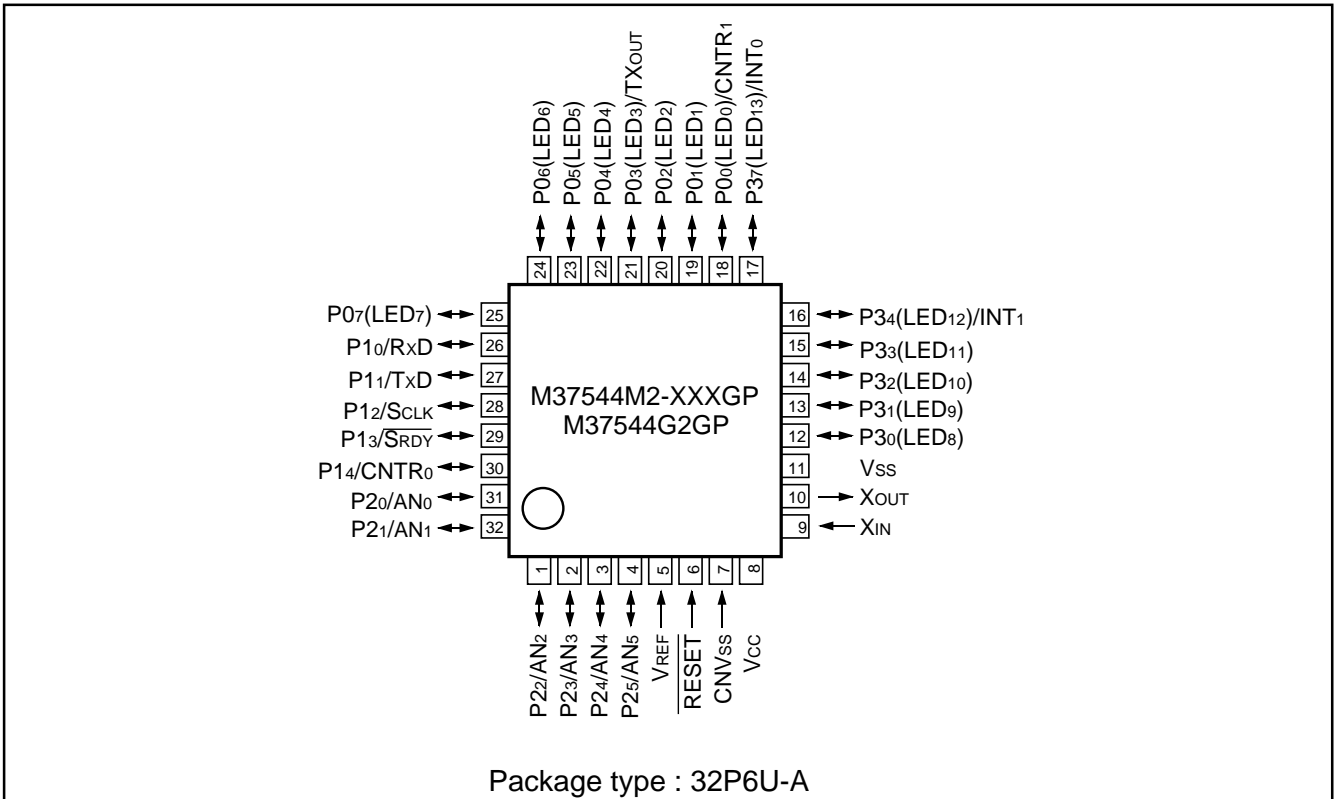 P06(LED6)
P05(LED5)
P04(LED4)
P03(LED3)/TXOUT
P02(LED2)
P01(LED1)
P00(LED0)/CNTR1
P37(LED13)/INT0
24
23
22
21
20
19
18
17
P07(LED7)
25
P10/RXD
26
P11/TXD
27
P12/SCLK
28
P13/SRDY
29
P14/CNTR0
30
P20/AN0
31
P21/AN1
32
M37544M2-XXXGP
M37544G2GP
16
P34(LED12)/INT1
15
P33(LED11)
14
P32(LED10)
13
P31(LED9)
12
P30(LED8)
11
VSS
10
XOUT
9
XIN
1
2
3
4
5
6
7
8
P22/AN2
P23/AN3
P24/AN4
P25/AN5
VREF
RESET
CNVSS
VCC
Package type : 32P6U-A